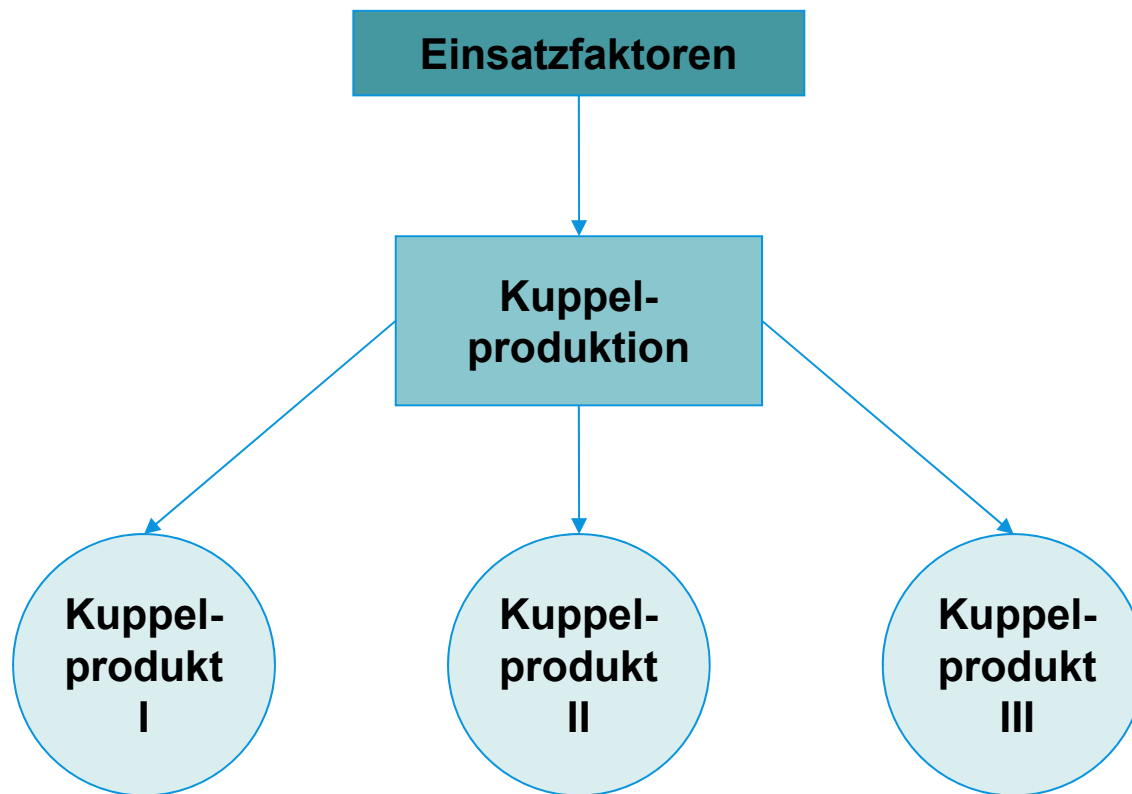 Einsatzfaktoren
Kuppel-
produktion
Kuppel-
produkt
I
Kuppel-
produkt
II
Kuppel-
produkt
III